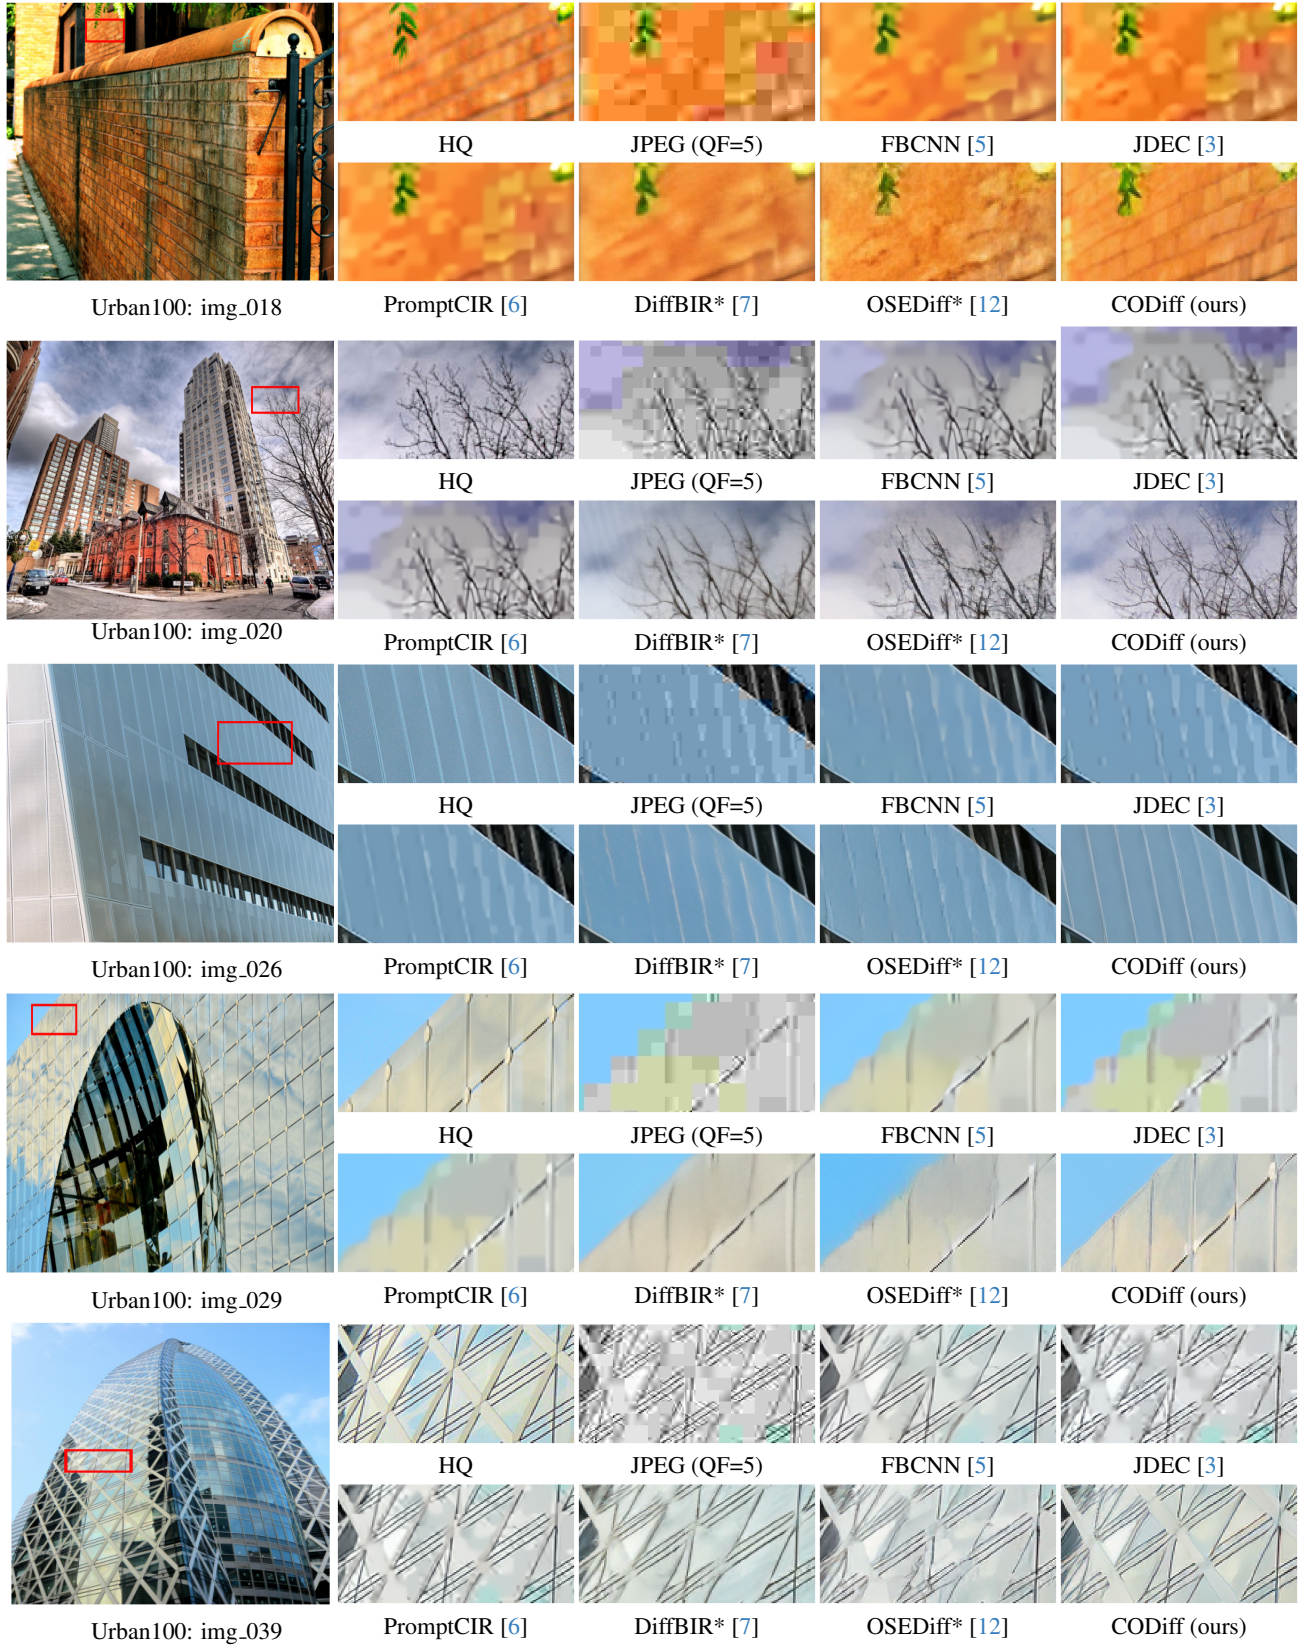 HQ JPEG (QF=5) FBCNN [5] JDEC [3]
Urban100: img_018 PromptCIR [6] DiffBIR* [7] OSEDiff* [12] CODiff (ours)
HQ JPEG (QF=5) FBCNN [5] JDEC [3]
Urban100: img_020 PromptCIR [6] DiffBIR* [7] OSEDiff* [12] CODiff (ours)
HQ JPEG (QF=5) FBCNN [5] JDEC [3]
Urban100: img_026 PromptCIR [6] DiffBIR* [7] OSEDiff* [12] CODiff (ours)
HQ JPEG (QF=5) FBCNN [5] JDEC [3]
Urban100: img_029 PromptCIR [6] DiffBIR* [7] OSEDiff* [12] CODiff (ours)
HQ JPEG (QF=5) FBCNN [5] JDEC [3]
Urban100: img_039 PromptCIR [6] DiffBIR* [7] OSEDiff* [12] CODiff (ours)